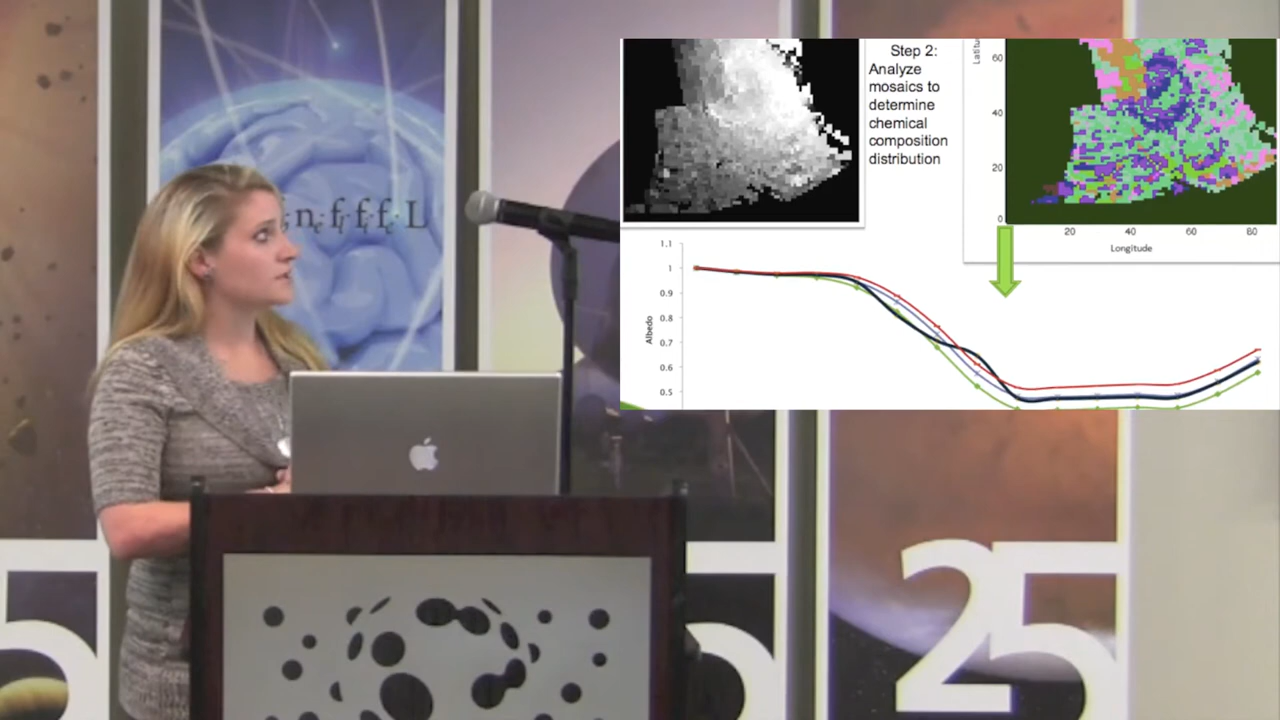 Step 2:
Analyze
mosaics to
determine
chemical
composition
distribution
60
40
20
0
20 40 60 80
Longitude
Albedo
1.1
1
0.9
0.8
0.7
0.6
0.5
L
25